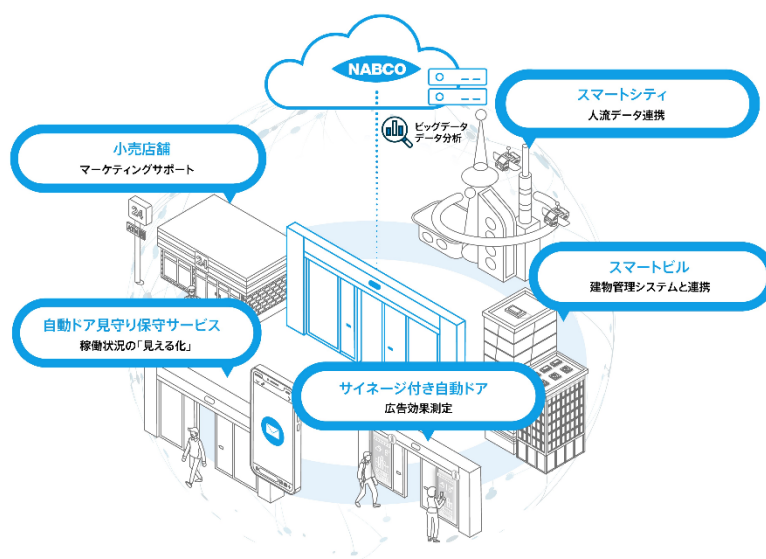 NABCO
ビッグデータ
データ分析
スマートシティ
人流データ連携
小売店舗
マーケティングサポート
24
24
スマートビル
建物管理システムと連携
自動ドア見守り保守サービス
稼働状況の「見える化」
サイネージ付き自動ドア
広告効果測定